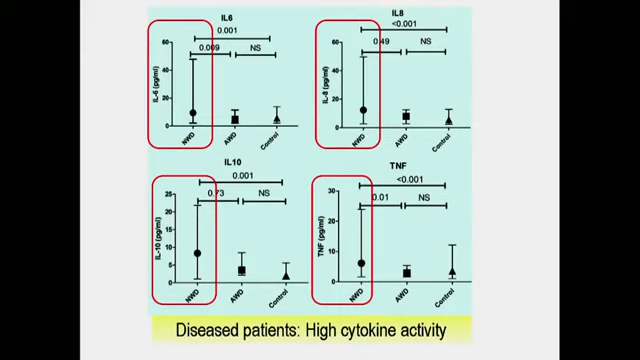 IL6
0.001
0.009
NS
60
40
20
0
IL-6 (pg/ml)
NWD
AWD
Control
IL8
<.001
0.49
NS
60
40
20
0
IL-8 (pg/ml)
NWD
AWD
Control
IL10
0.001
0.73
NS
25
20
15
10
5
0
IL-10 (pg/ml)
NWD
AWD
Control
TNF
<.001
0.01
NS
30
20
10
0
TNF (pg/ml)
NWD
AWD
Control
Diseased patients: High cytokine activity